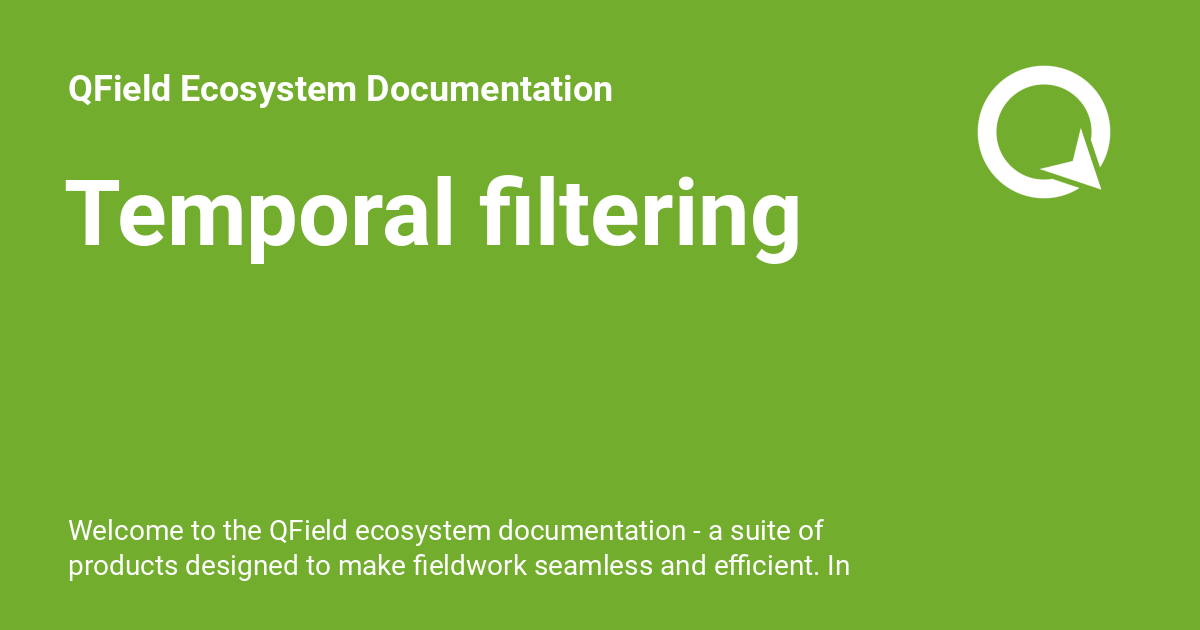 QField Ecosystem Documentation
Temporal filtering
Welcome to the QField ecosystem documentation - a suite of
products designed to make fieldwork seamless and efficient. In